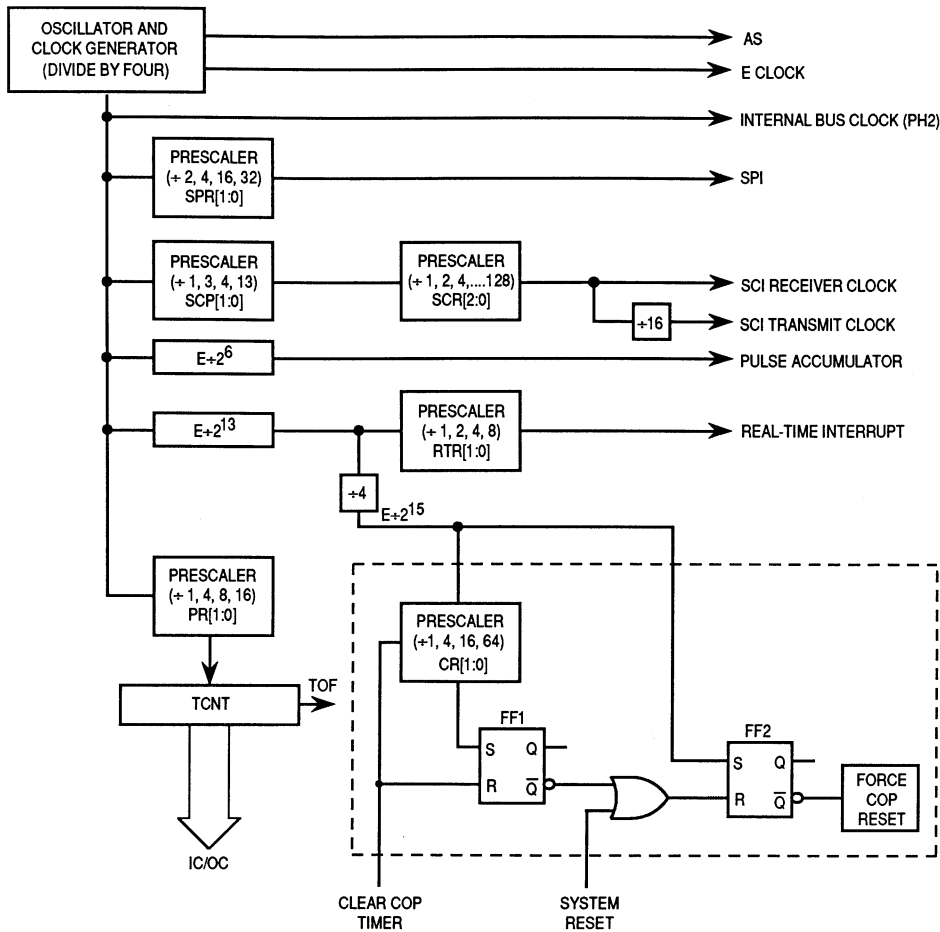 OSCILLATOR AND
CLOCK GENERATOR
(DIVIDE BY FOUR)
AS
E CLOCK
INTERNAL BUS CLOCK (PH2)
PRESCALER
(÷ 2, 4, 16, 32)
SPR[1:0]
SPI
PRESCALER
(÷ 1, 3, 4, 13)
SCP[1:0]
PRESCALER
(÷ 1, 2, 4,....128)
SCR[2:0]
SCI RECEIVER CLOCK
÷16
SCI TRANSMIT CLOCK
E÷2⁶
PULSE ACCUMULATOR
E÷2¹³
PRESCALER
(÷ 1, 2, 4, 8)
RTR[1:0]
REAL-TIME INTERRUPT
÷4
E÷2¹⁵
PRESCALER
(÷ 1, 4, 8, 16)
PR[1:0]
TCNT
TOF
IC/OC
PRESCALER
(÷1, 4, 16, 64)
CR[1:0]
FF1
S Q
R Q̅
FF2
S Q
R Q̅
FORCE
COP
RESET
CLEAR COP
TIMER
SYSTEM
RESET